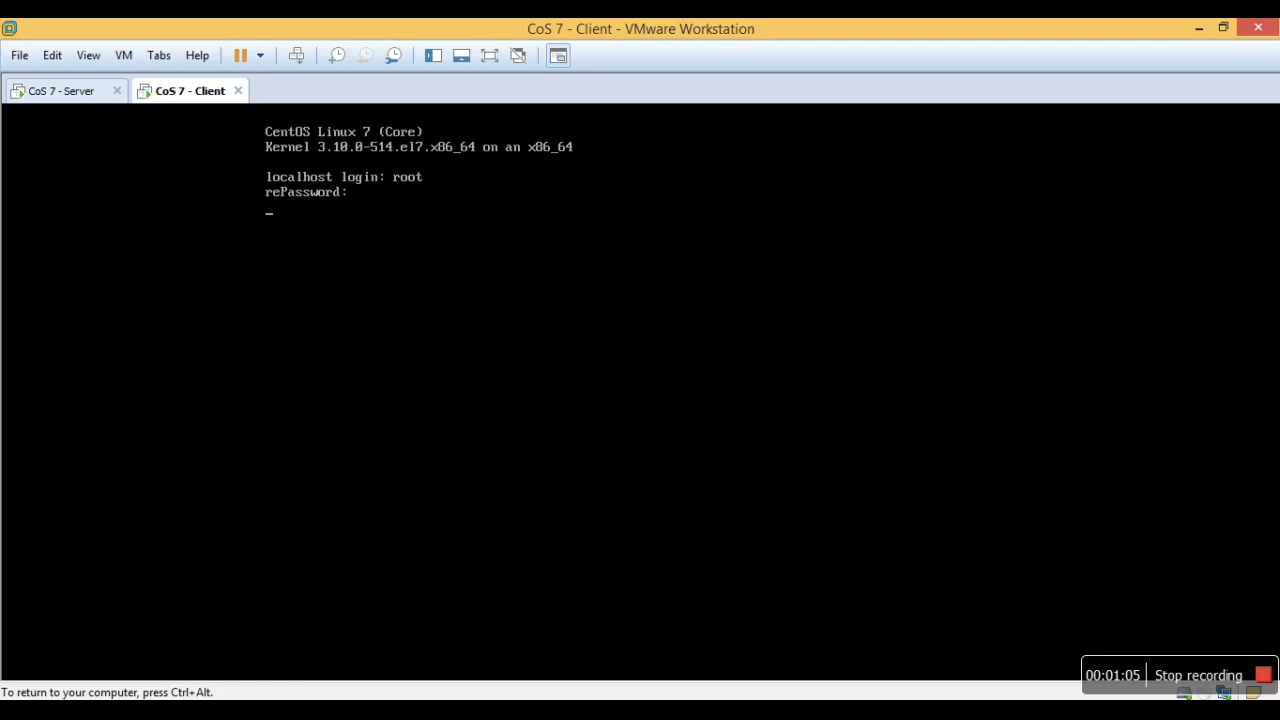 CoS 7 - Client - VMware Workstation
File Edit View VM Tabs Help
CoS 7 - Server CoS 7 - Client
CentOS Linux 7 (Core)
Kernel 3.10.0-514.el7.x86_64 on an x86_64
localhost login: root
rePassword:
00:01:05 Stop recording
To return to your computer, press Ctrl+Alt.